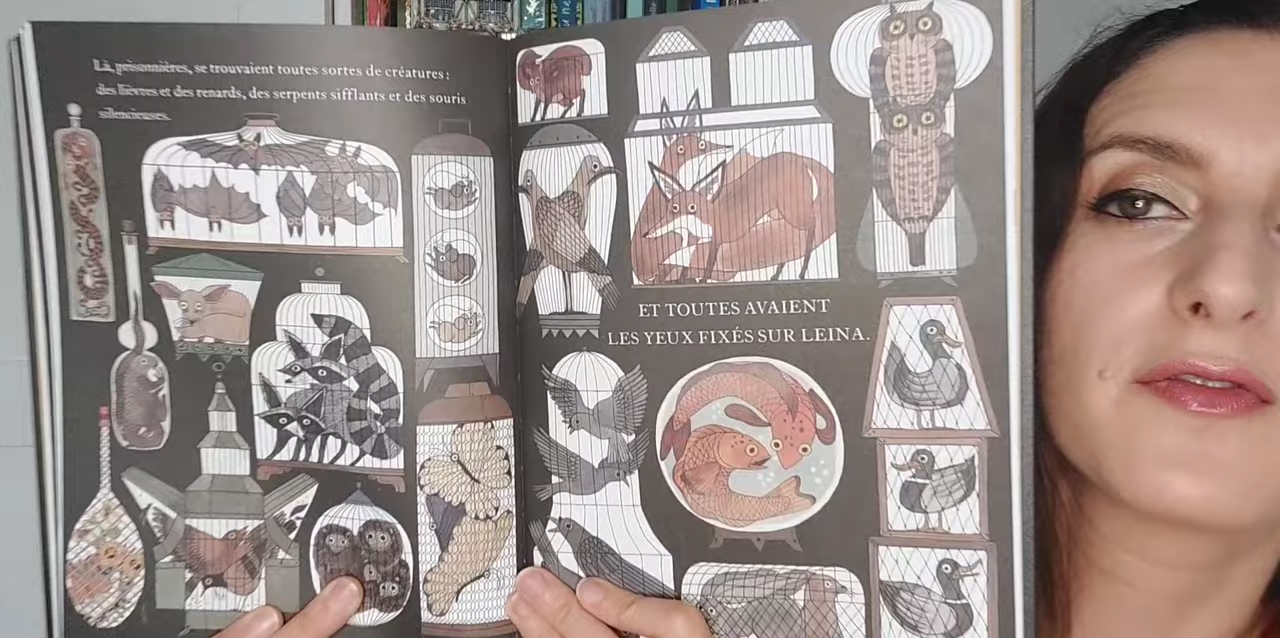 Là, prisonnières, se trouvaient toutes sortes de créatures :
des lièvres et des renards, des serpents sifflants et des souris
silencieuses.
ET TOUTES AVAIENT
LES YEUX FIXÉS SUR LEINA.